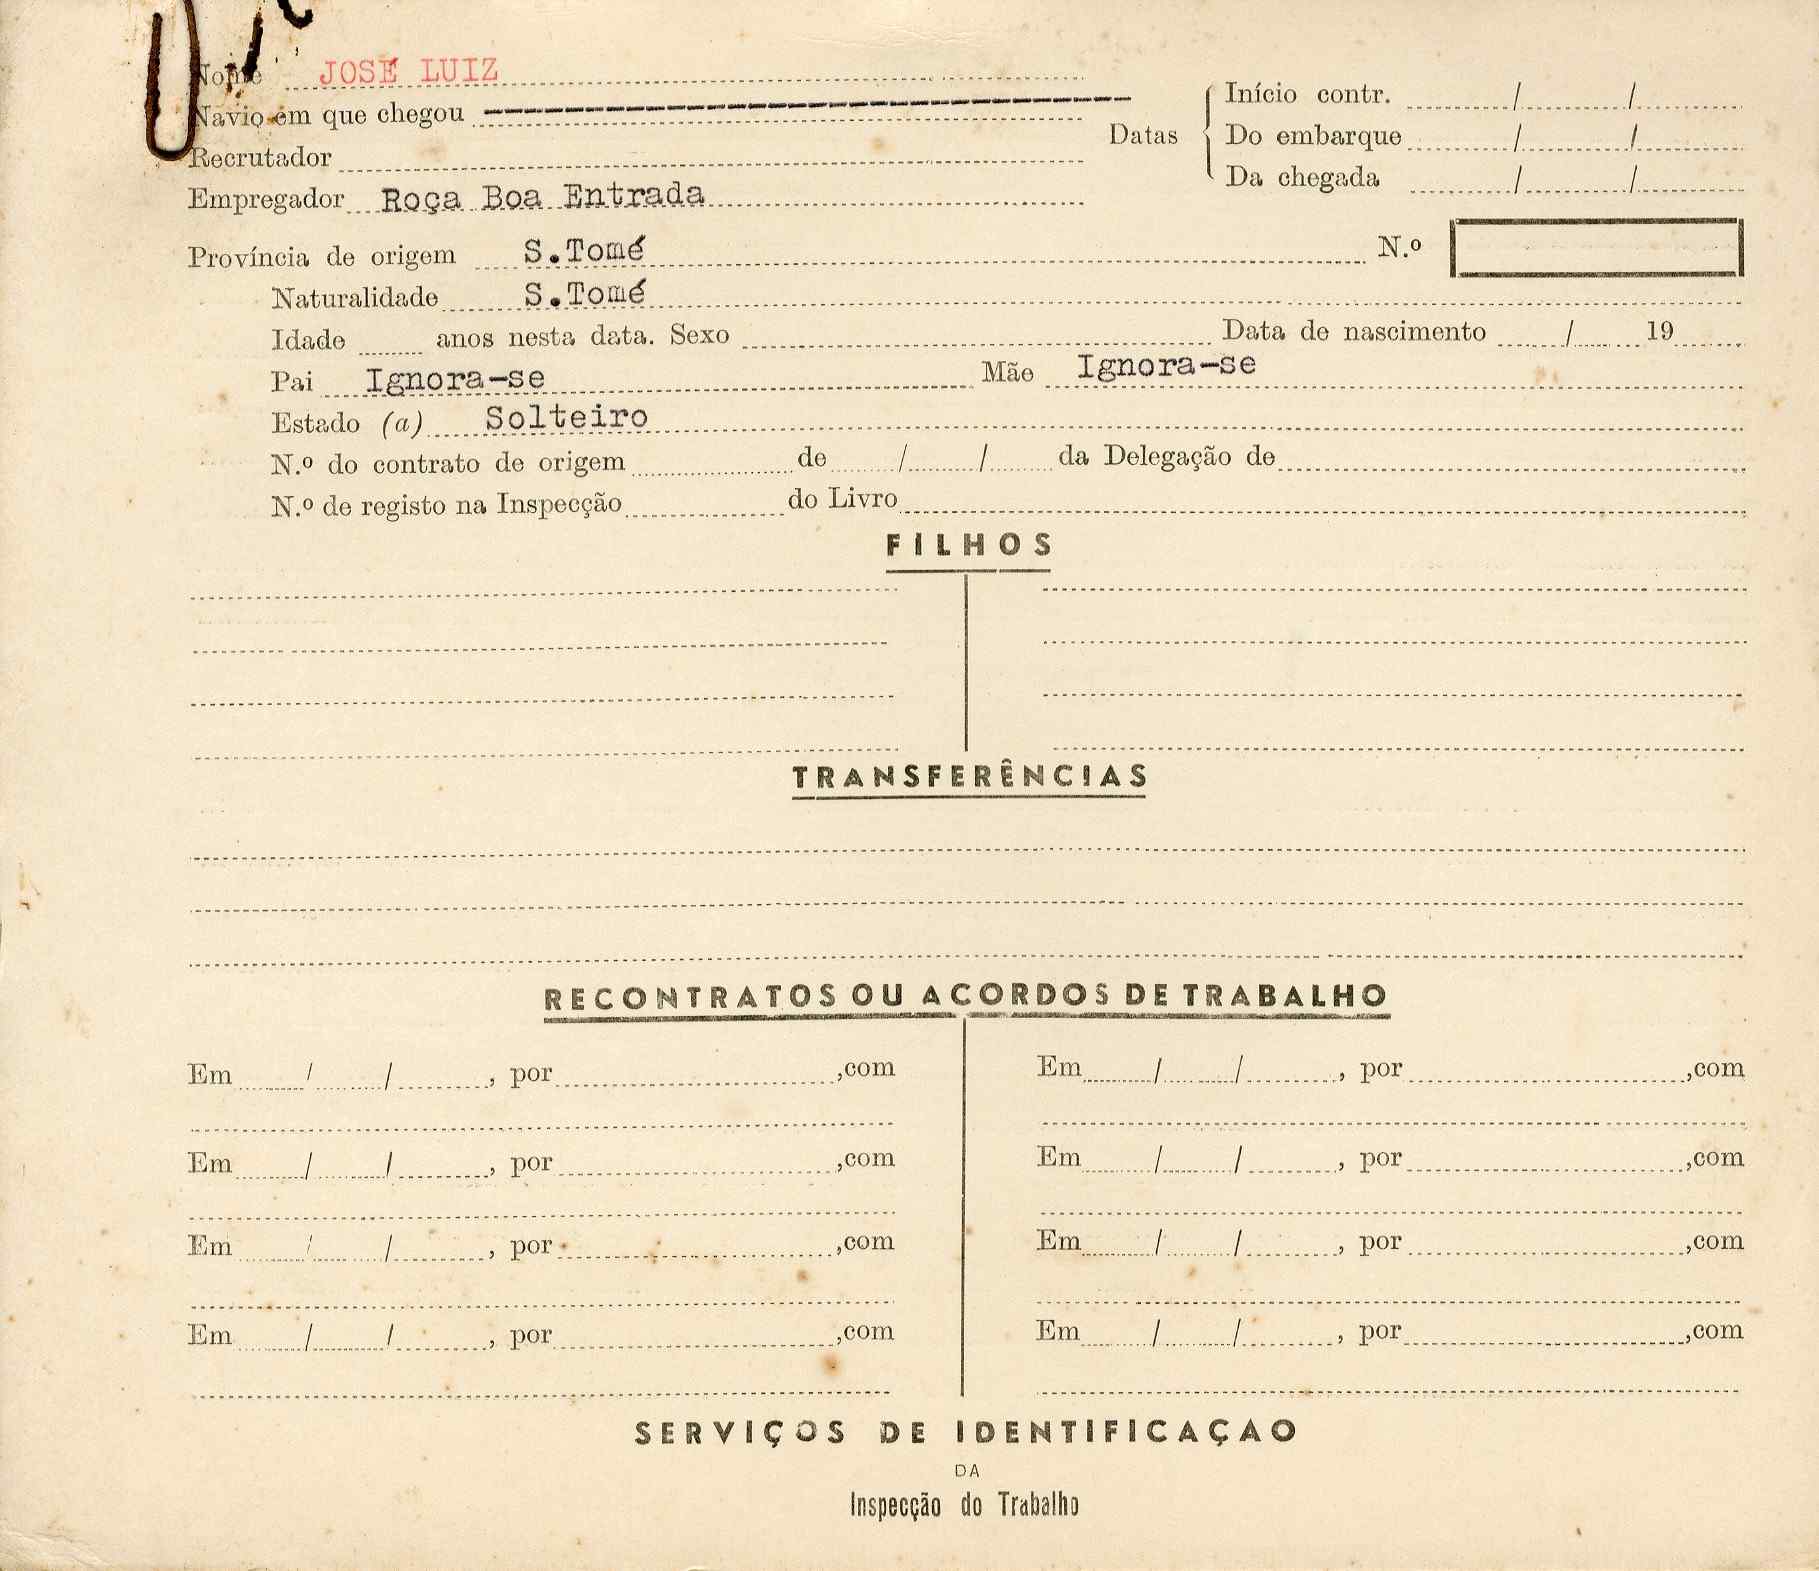 Nome JOSÉ LUIZ
Navio em que chegou
Recrutador
Empregador Roça Boa Entrada
Datas
Início contr. / /
Do embarque / /
Da chegada / /
Província de origem S.Tomé N.º
Naturalidade S.Tomé
Idade anos nesta data. Sexo Data de nascimento / 19
Pai Ignora-se Mãe Ignora-se
Estado (a) Solteiro
N.º do contrato de origem de / / da Delegação de
N.º de registo na Inspecção do Livro
FILHOS
TRANSFERÊNCIAS
RECONTRATOS OU ACORDOS DE TRABALHO
Em / / , por ,com Em / / , por ,com
Em / / , por ,com Em / / , por ,com
Em / / , por ,com Em / / , por ,com
Em / / , por ,com Em / / , por ,com
SERVIÇOS DE IDENTIFICAÇAO
DA
Inspecção do Trabalho